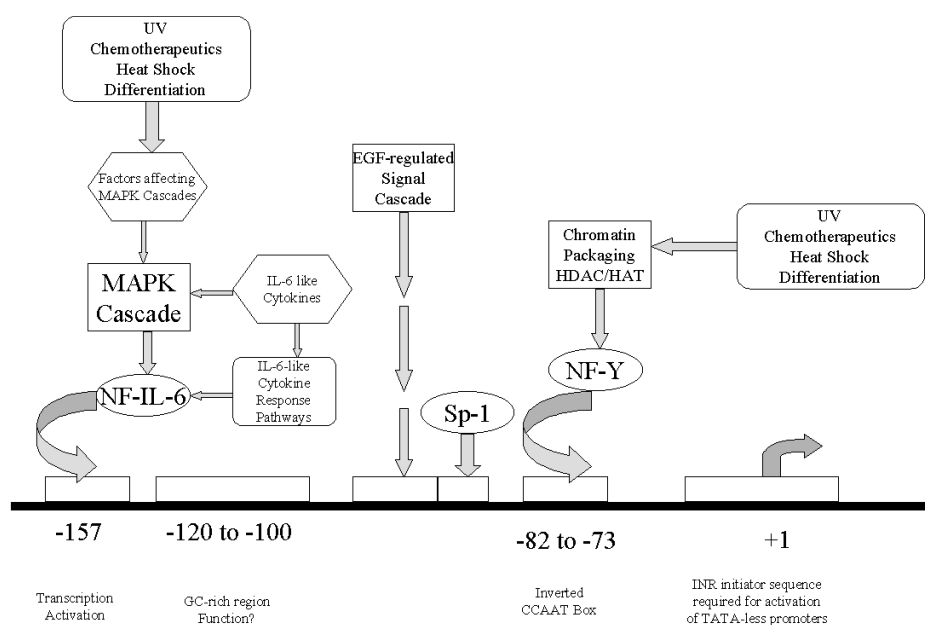 UV
Chemotherapeutics
Heat Shock
Differentiation
Factors affecting
MAPK Cascades
MAPK
Cascade
IL-6 like
Cytokines
IL-6-like
Cytokine
Response
Pathways
NF-IL-6
EGF-regulated
Signal
Cascade
Sp-1
Chromatin
Packaging
HDAC/HAT
UV
Chemotherapeutics
Heat Shock
Differentiation
NF-Y
-157
-120 to -100
-82 to -73
+1
Transcription
Activation
GC-rich region
Function?
Inverted
CCAAT Box
INR initiator sequence
required for activation
of TATA-less promoters